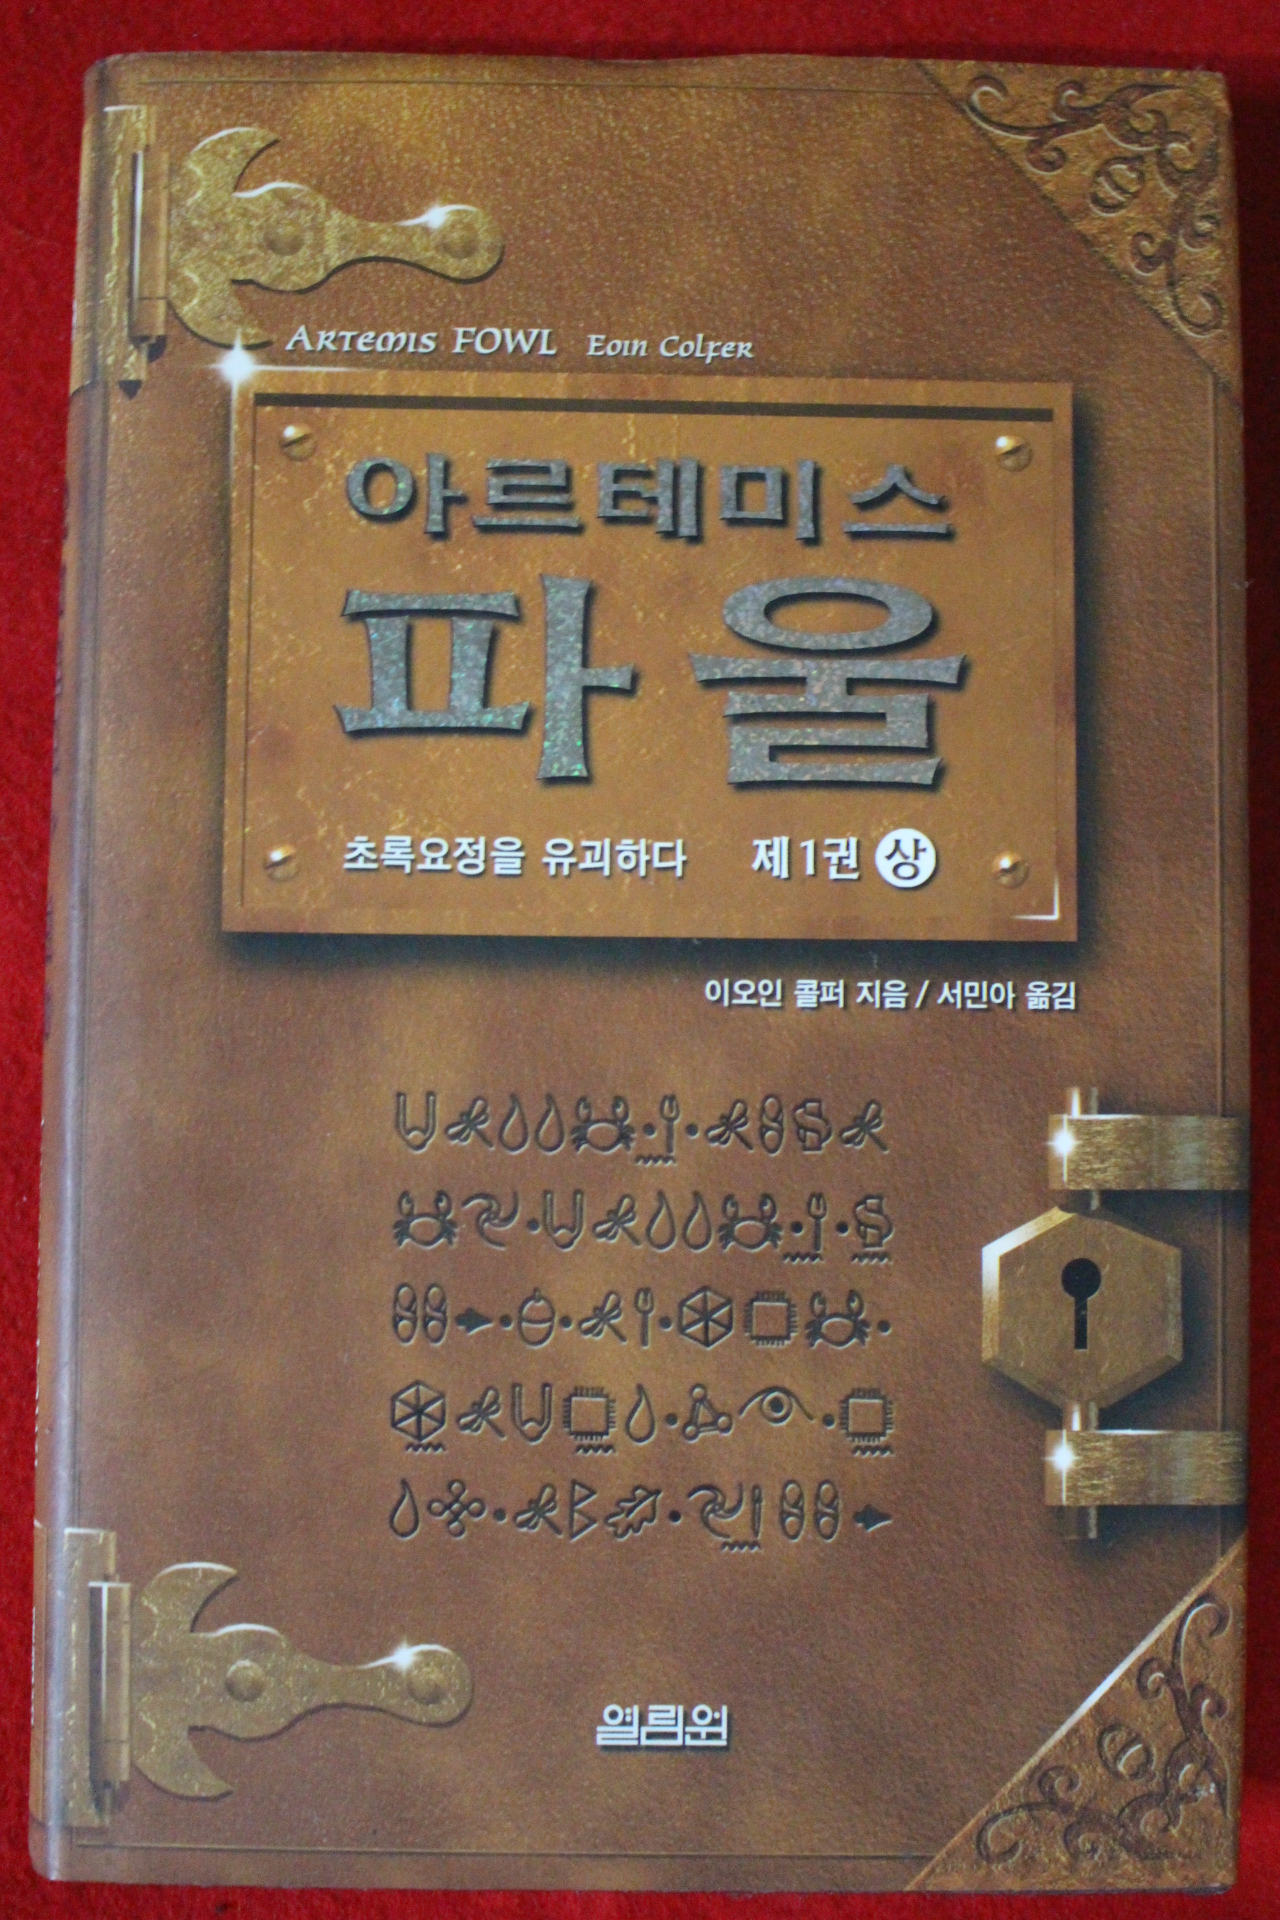 ARTEMIS FOWL Eoin Colfer
아르테미스
파울
초록요정을 유괴하다 제1권 상
이오인 콜퍼 지음 / 서민아 옮김
열림원